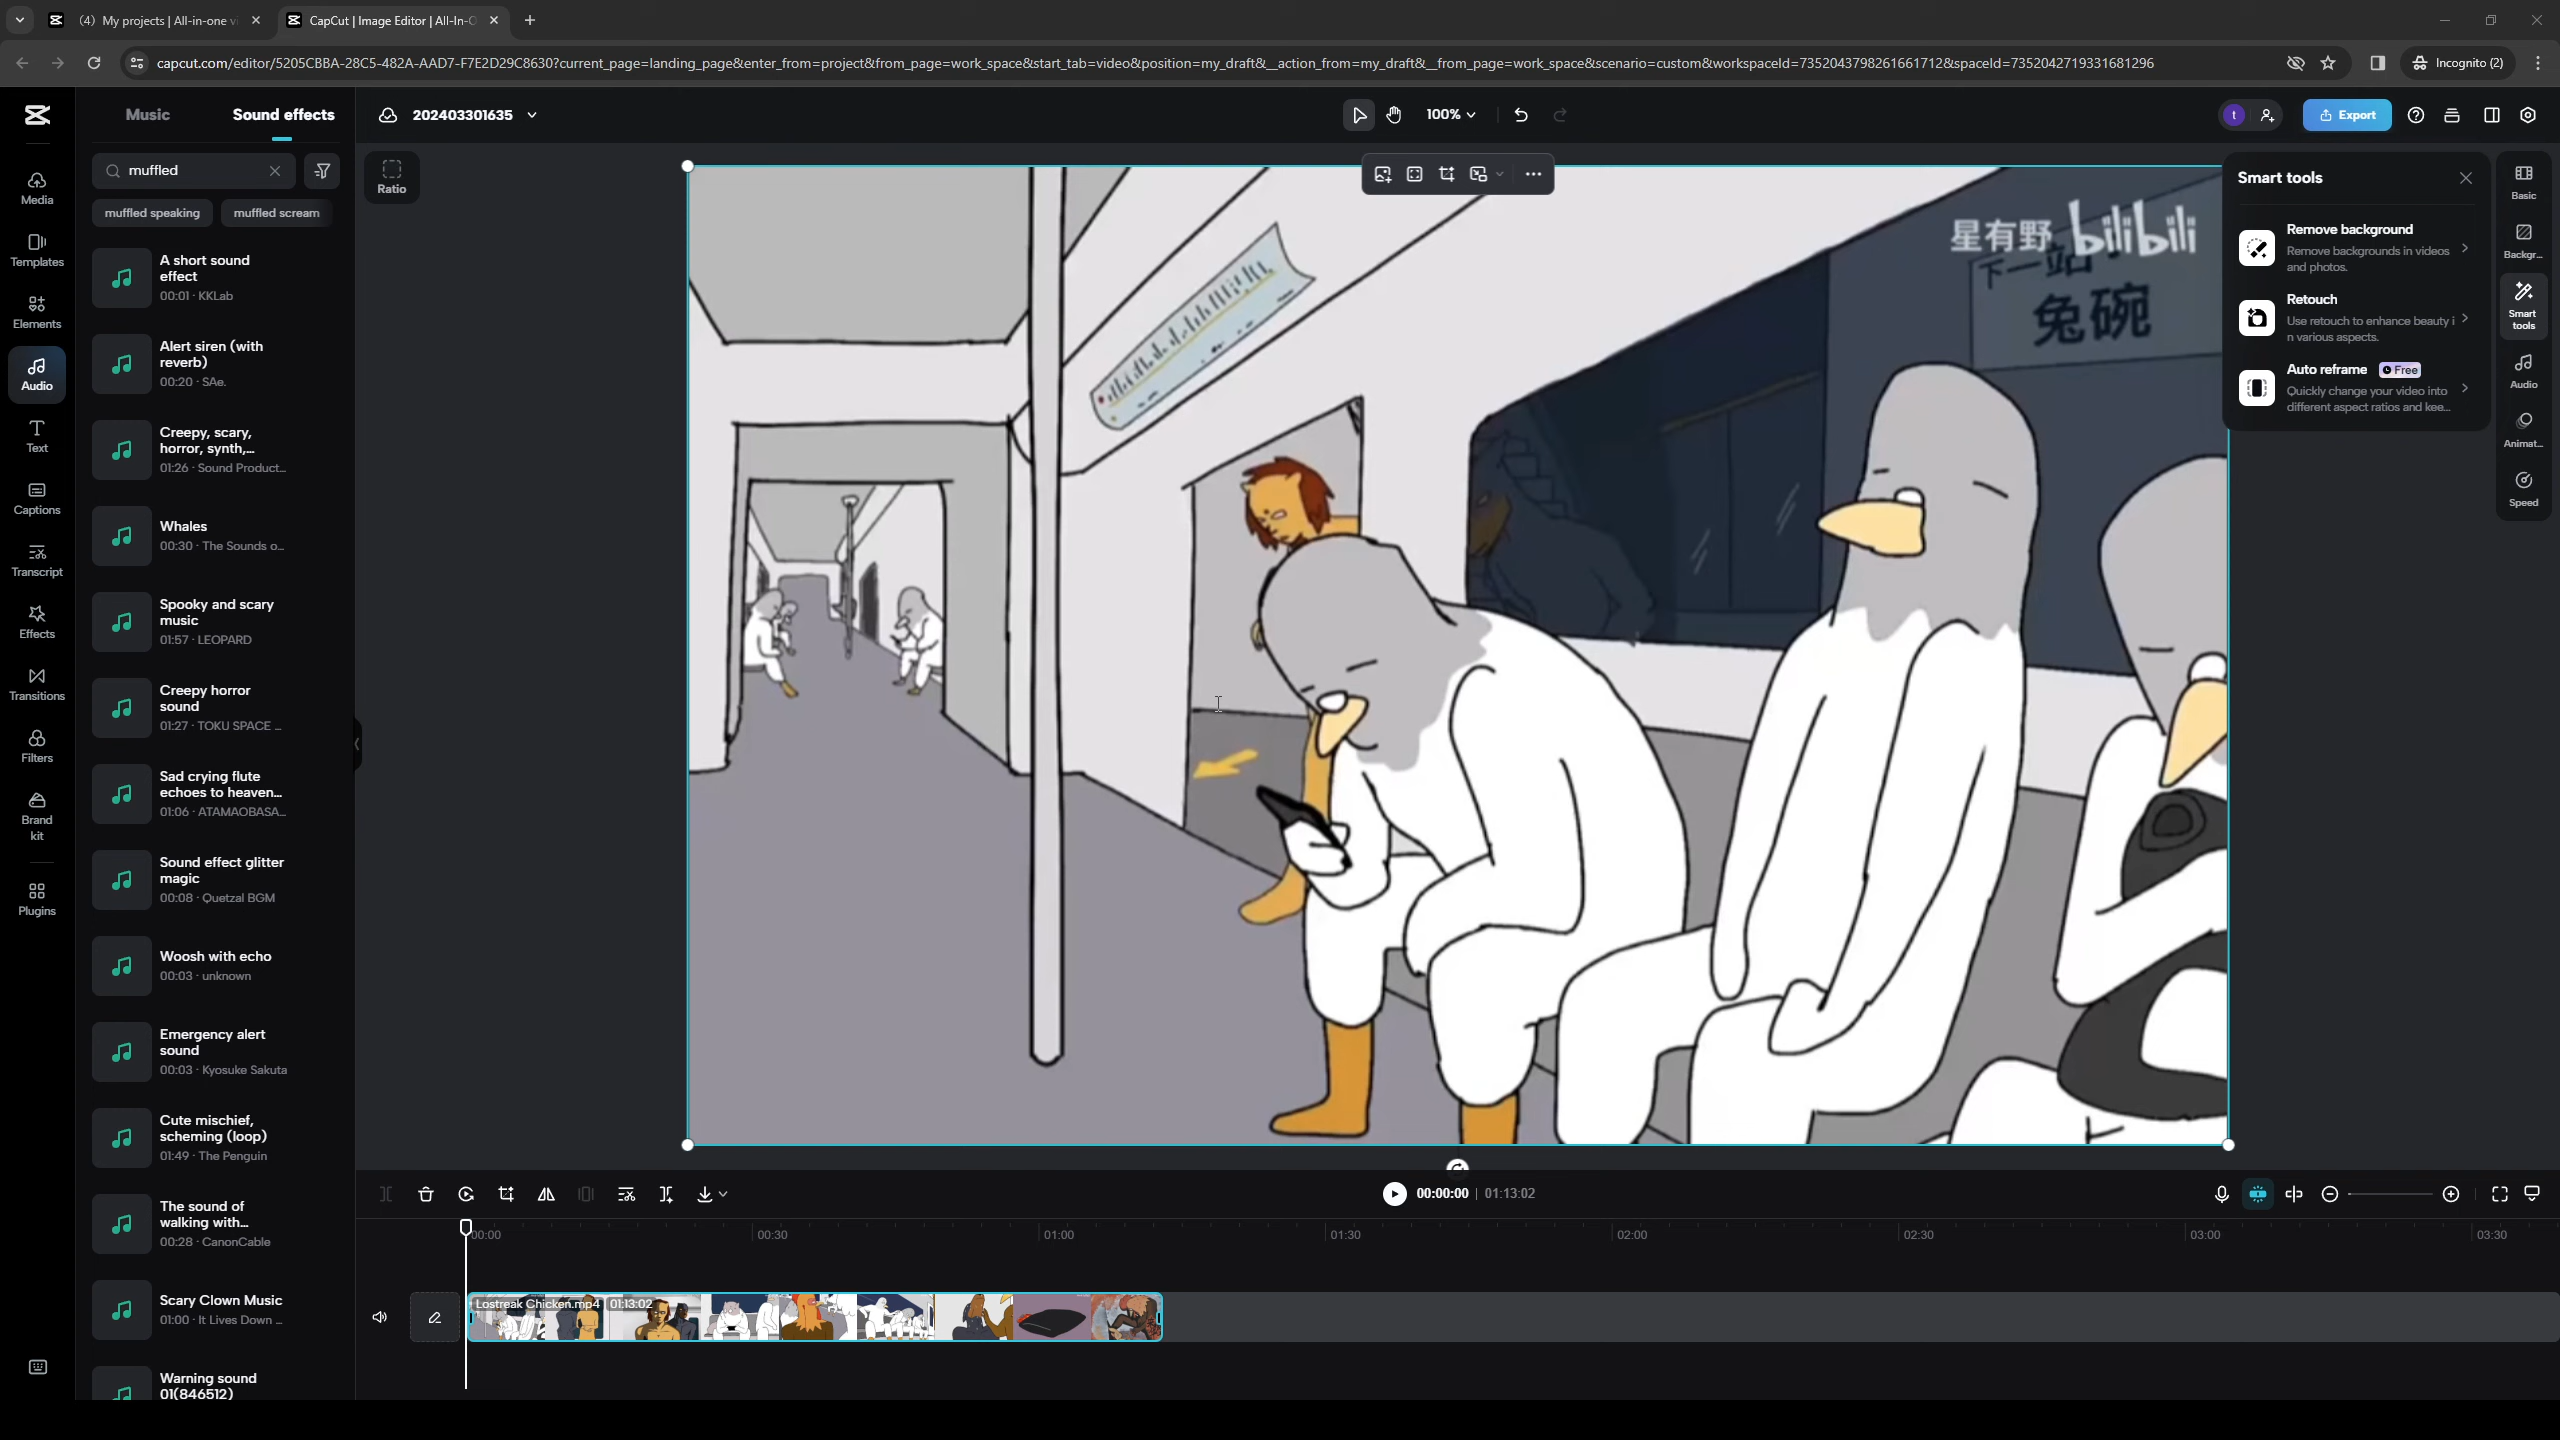 (4) My projects | All-in-one v
CapCut | Image Editor | All-In-O
capcut.com/editor/5205CBBA-28C5-482A-AAD7-F7E2D29C8630?current_page=landing_page&enter_from=project&from_page=work_space&start_tab=video&position=my_draft&__action_from=my_draft&__from_page=work_space&scenario=custom&workspaceId=7352043798261661712&spaceId=7352042719331681296
Incognito (2)
Music
Sound effects
202403301635
100%
t
Export
muffled
muffled speaking
muffled scream
Media
Templates
Elements
Audio
Text
Captions
Transcript
Effects
Transitions
Filters
Brand
kit
Plugins
A short sound
effect
00:01 · KKLab
Alert siren (with
reverb)
00:20 · SAe.
Creepy, scary,
horror, synth,...
01:26 · Sound Product...
Whales
00:30 · The Sounds o...
Spooky and scary
music
01:57 · LEOPARD
Creepy horror
sound
01:27 · TOKU SPACE ...
Sad crying flute
echoes to heaven...
01:06 · ATAMAOBASA...
Sound effect glitter
magic
00:08 · Quetzal BGM
Woosh with echo
00:03 · unknown
Emergency alert
sound
00:03 · Kyosuke Sakuta
Cute mischief,
scheming (loop)
01:49 · The Penguin
The sound of
walking with...
00:28 · CanonCable
Scary Clown Music
01:00 · It Lives Down ...
Warning sound
01(846512)
Ratio
星有野 bilibili
下一站
兔碗
Smart tools
Remove background
Remove backgrounds in videos
and photos.
Retouch
Use retouch to enhance beauty i
n various aspects.
Auto reframe Free
Quickly change your video into
different aspect ratios and kee...
Basic
Backgr...
Smart
tools
Audio
Animat...
Speed
00:00:00 | 01:13:02
00:00
00:30
01:00
01:30
02:00
02:30
03:00
03:30
Lostreak Chicken.mp4 01:13:02